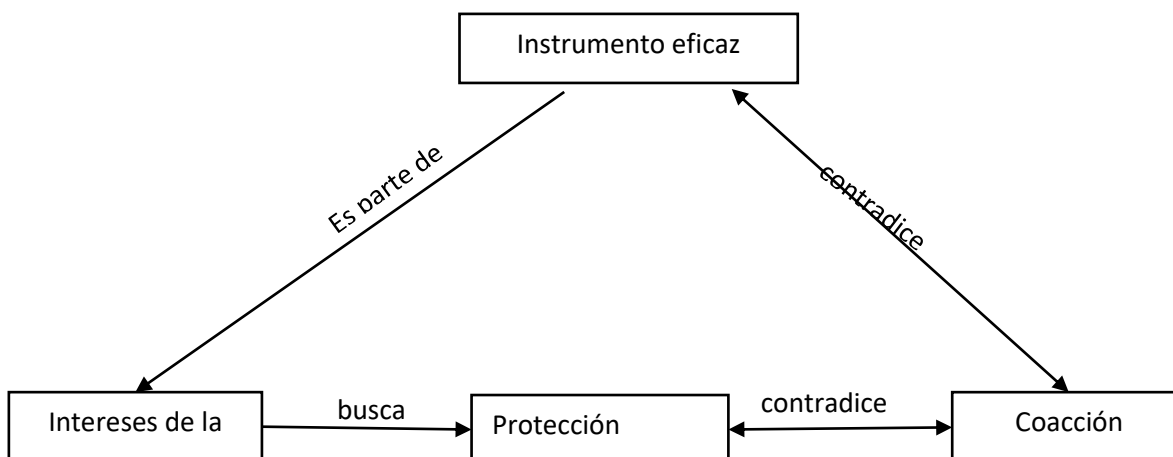 Instrumento eficaz
Es parte de
contradice
Intereses de la
busca
Protección
contradice
Coacción